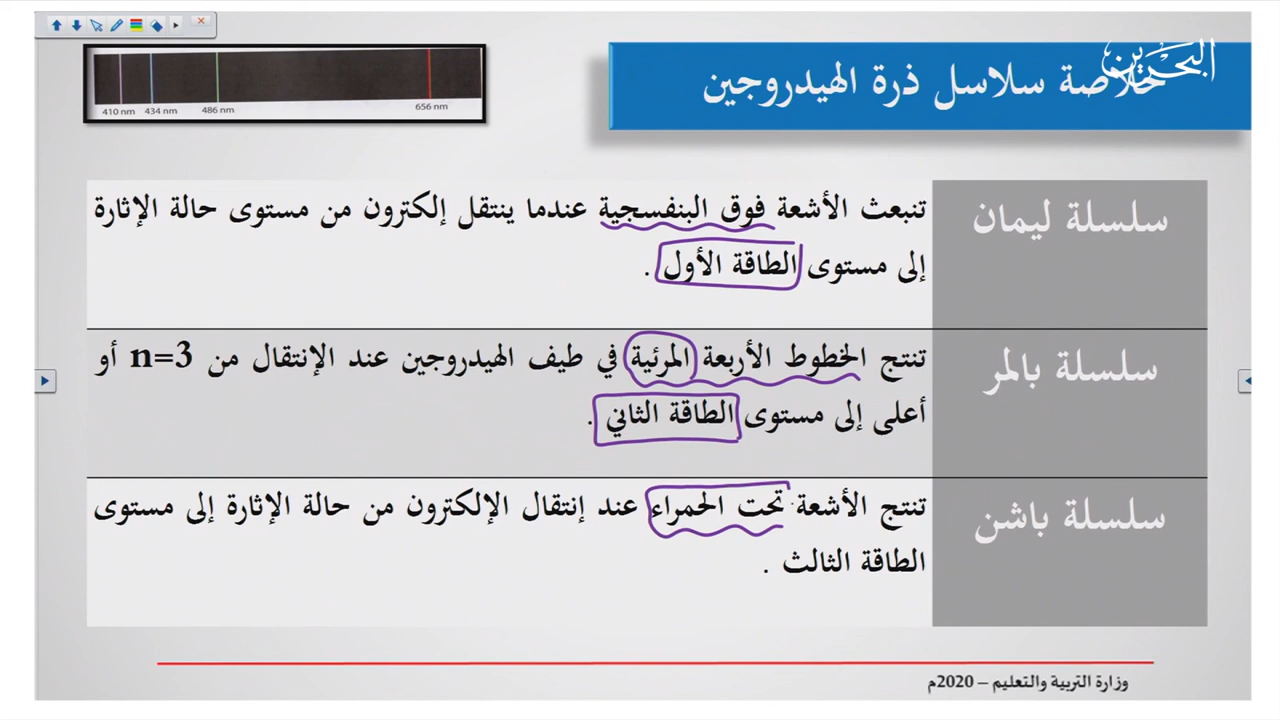 البحرين
خلاصة سلاسل ذرة الهيدروجين
410 nm 434 nm 486 nm 656 nm
سلسلة ليمان
تنبعث الأشعة فوق البنفسجية عندما ينتقل إلكترون من مستوى حالة الإثارة
إلى مستوى الطاقة الأول .
سلسلة بالمر
تنتج الخطوط الأربعة المرئية في طيف الهيدروجين عند الإنتقال من n=3 أو
أعلى إلى مستوى الطاقة الثاني .
سلسلة باشن
تنتج الأشعة تحت الحمراء عند إنتقال الإلكترون من حالة الإثارة إلى مستوى
الطاقة الثالث .
وزارة التربية والتعليم – 2020م